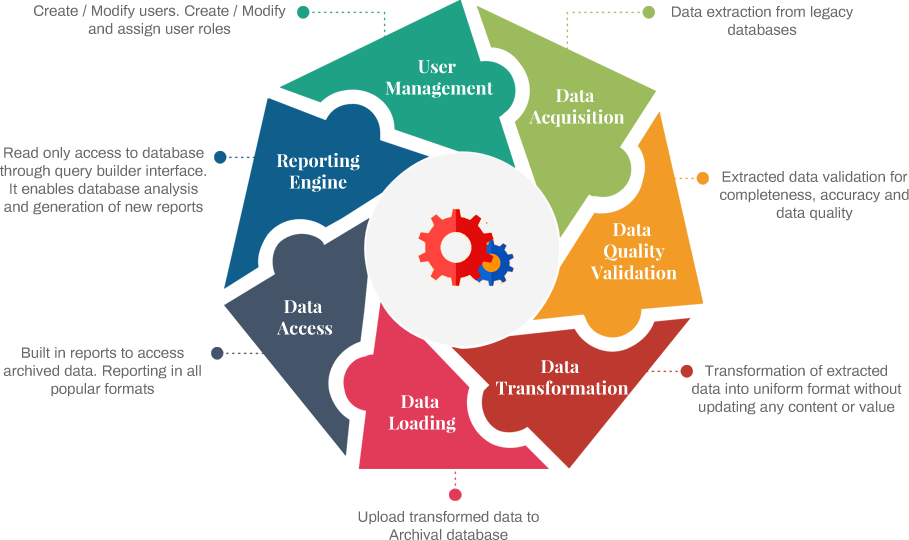 Create / Modify users. Create / Modify
and assign user roles
User
Management
Data extraction from legacy
databases
Data
Acquisition
Extracted data validation for
completeness, accuracy and
data quality
Data
Quality
Validation
Transformation of extracted
data into uniform format without
updating any content or value
Data
Transformation
Upload transformed data to
Archival database
Data
Loading
Built in reports to access
archived data. Reporting in all
popular formats
Data
Access
Read only access to database
through query builder interface.
It enables database analysis
and generation of new reports
Reporting
Engine